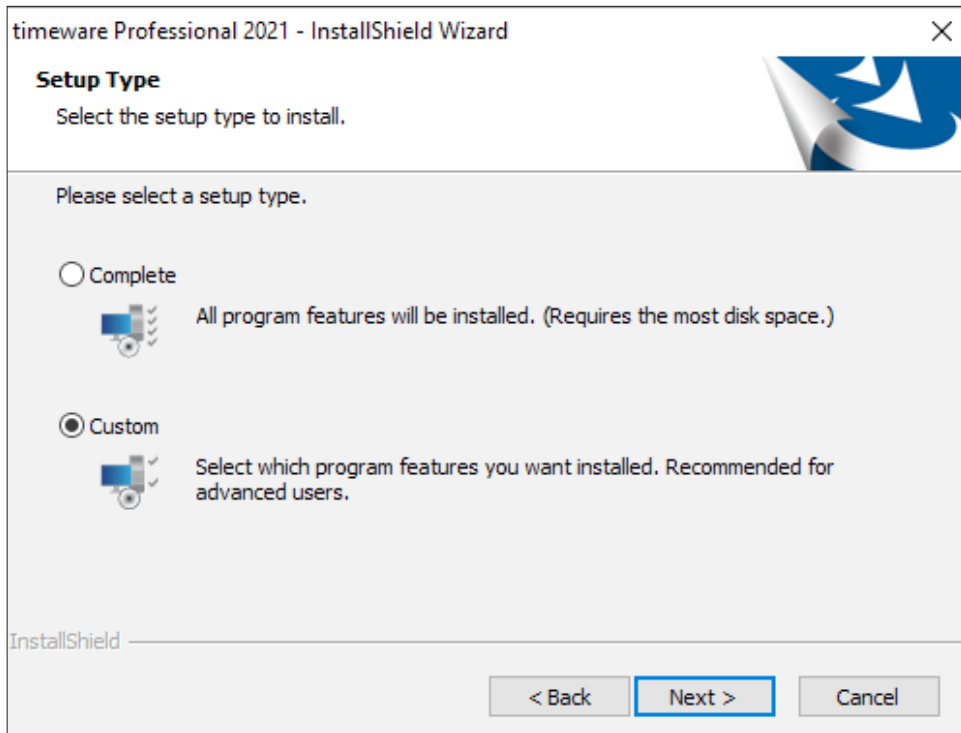 timeware Professional 2021 - InstallShield Wizard
Setup Type
Select the setup type to install.
Please select a setup type.
Complete
All program features will be installed. (Requires the most disk space.)
Custom
Select which program features you want installed. Recommended for
advanced users.
InstallShield
< Back
Next >
Cancel